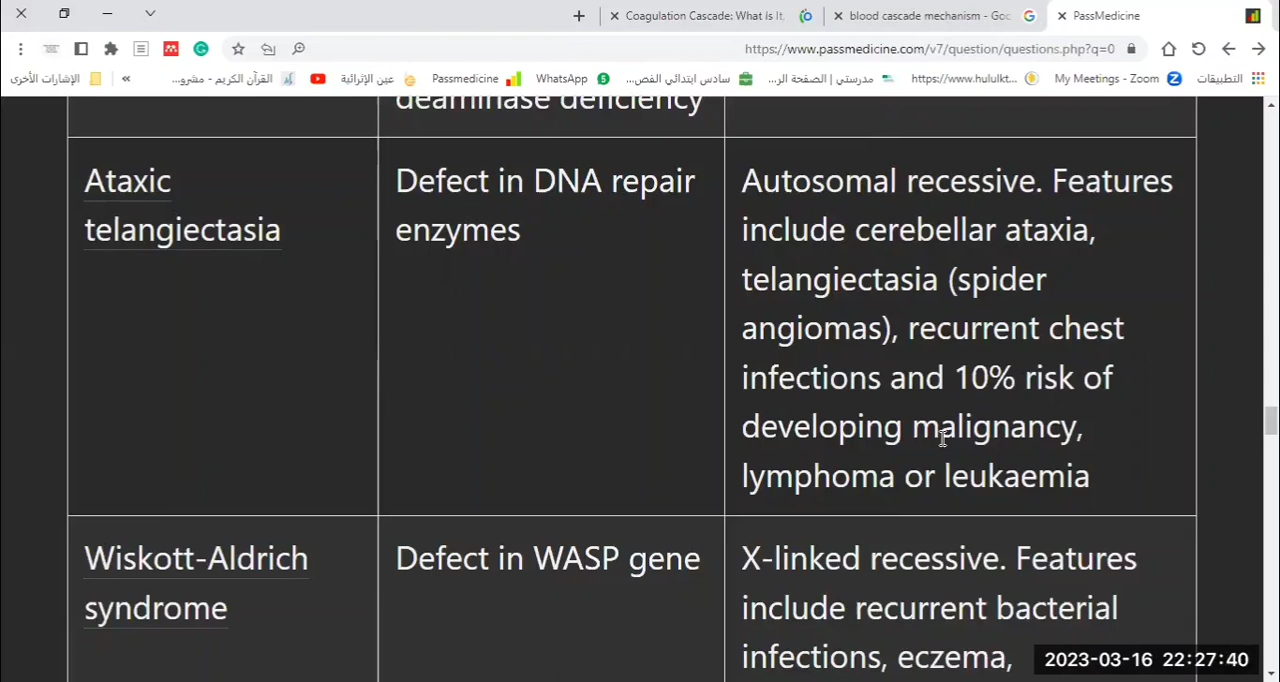 Coagulation Cascade: What is It,
blood cascade mechanism - Goo
PassMedicine
https://www.passmedicine.com/v7/question/questions.php?q=0
الإشارات المرجعية الأخرى
القرآن الكريم - مشرو...
عين الإثرائية
Passmedicine
WhatsApp
سادس ابتدائي الفص...
مدرستي | الصفحة الر...
https://www.hululkt...
My Meetings - Zoom
التطبيقات
deaminase deficiency
Ataxic
telangiectasia
Defect in DNA repair
enzymes
Autosomal recessive. Features
include cerebellar ataxia,
telangiectasia (spider
angiomas), recurrent chest
infections and 10% risk of
developing malignancy,
lymphoma or leukaemia
Wiskott-Aldrich
syndrome
Defect in WASP gene
X-linked recessive. Features
include recurrent bacterial
infections, eczema,
2023-03-16 22:27:40